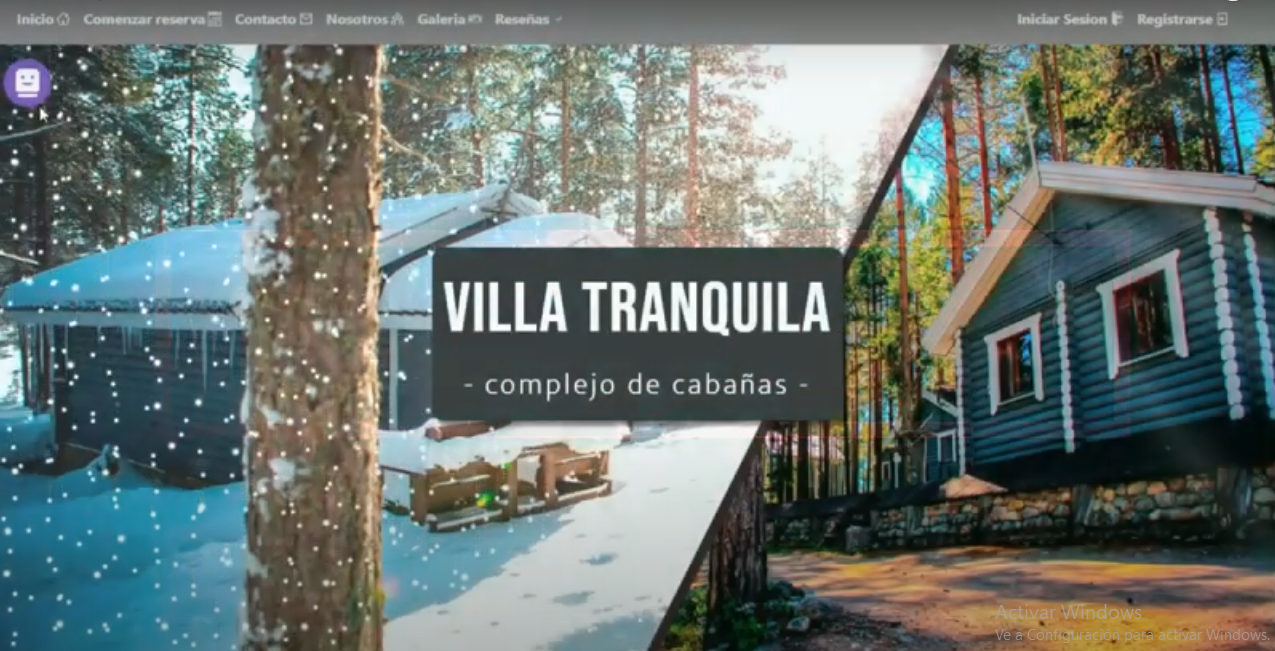 Inicio Comenzar reserva Contacto Nosotros Galeria Reseñas Iniciar Sesion Registrarse
VILLA TRANQUILA
- complejo de cabañas -
Activar Windows
Ve a Configuración para activar Windows.